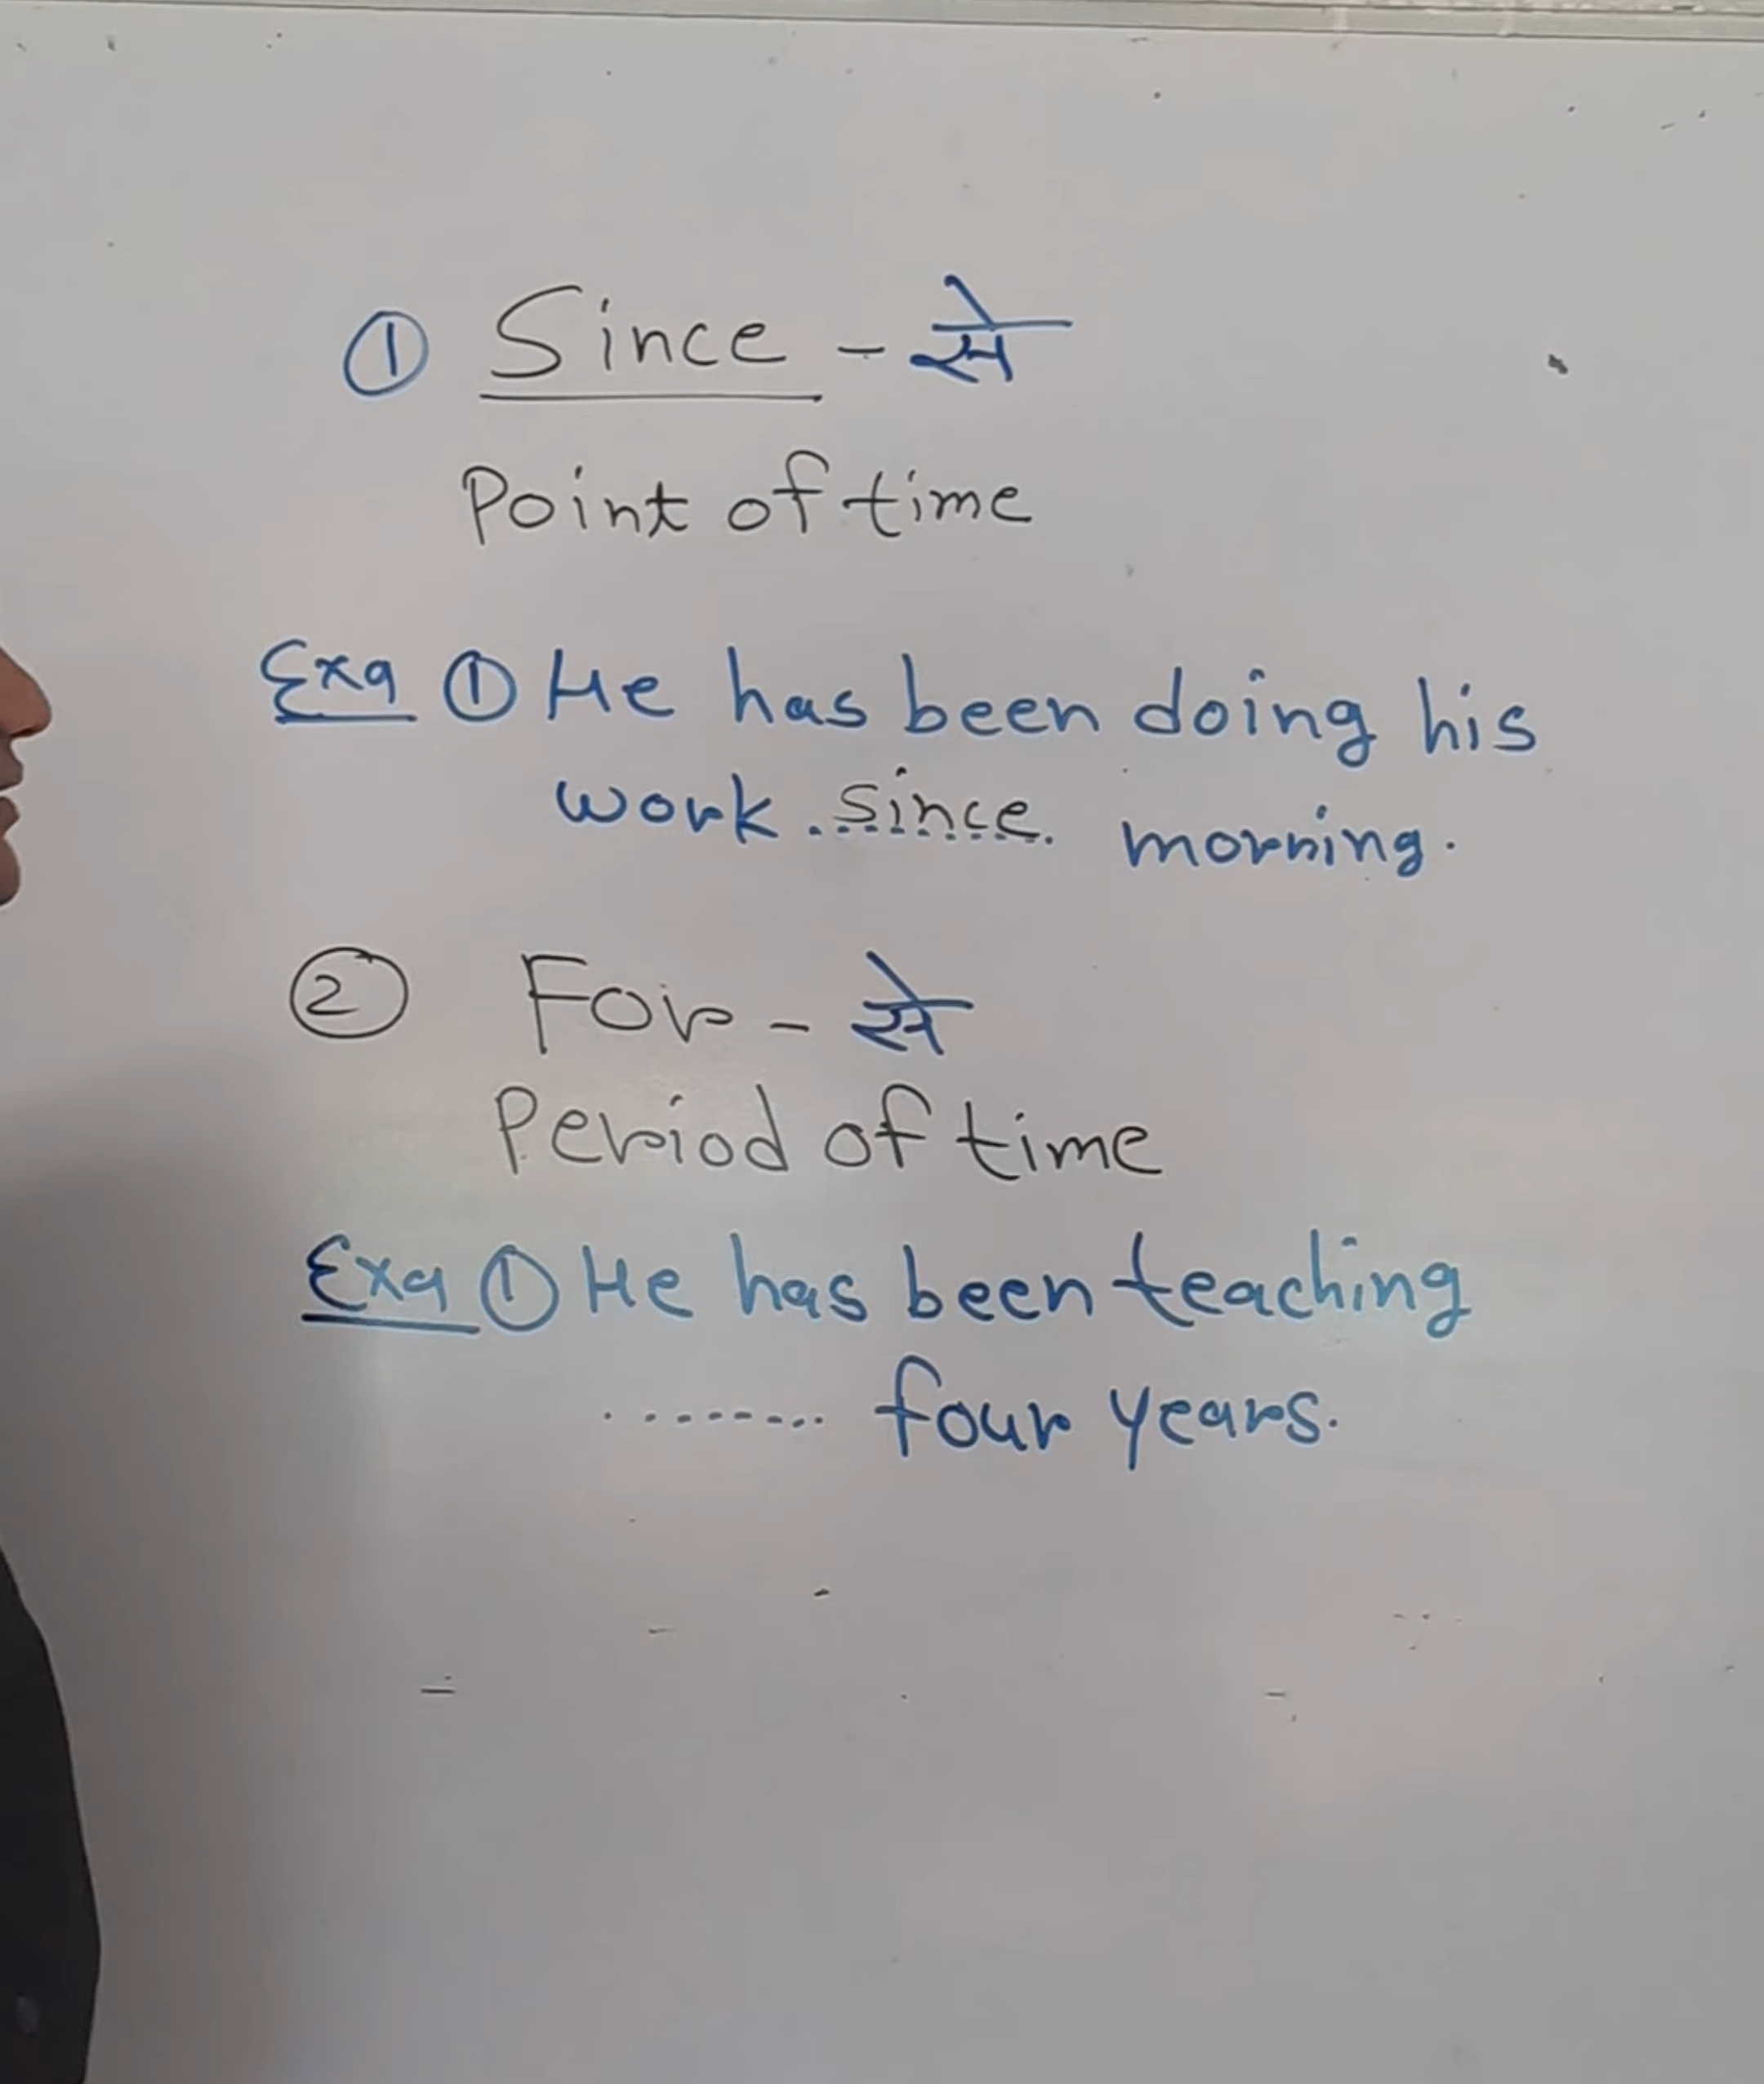 ① Since - से
Point of time
Exa ① He has been doing his
work ..since.. morning.
② For - से
Period of time
Exa ① He has been teaching
........ four years.